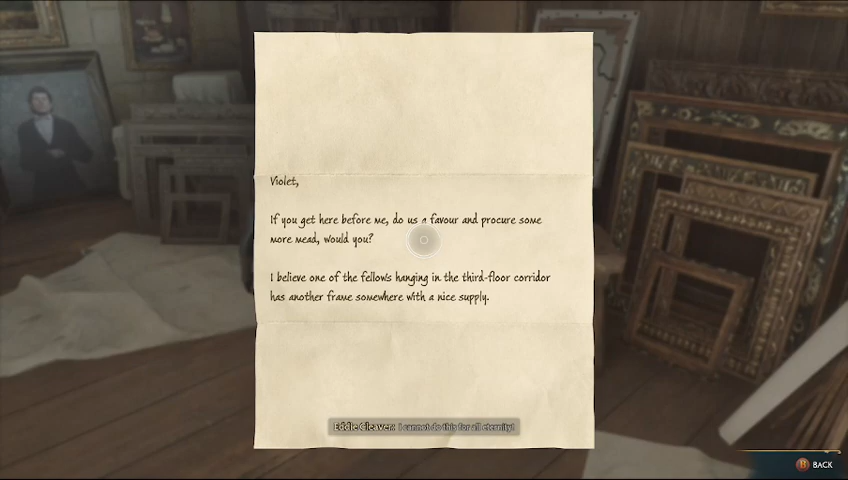 Violet,
If you get here before me, do us a favour and procure some
more mead, would you?
I believe one of the fellows hanging in the third-floor corridor
has another frame somewhere with a nice supply.
Eddie Cleaver: I cannot do this for all eternity!
B BACK